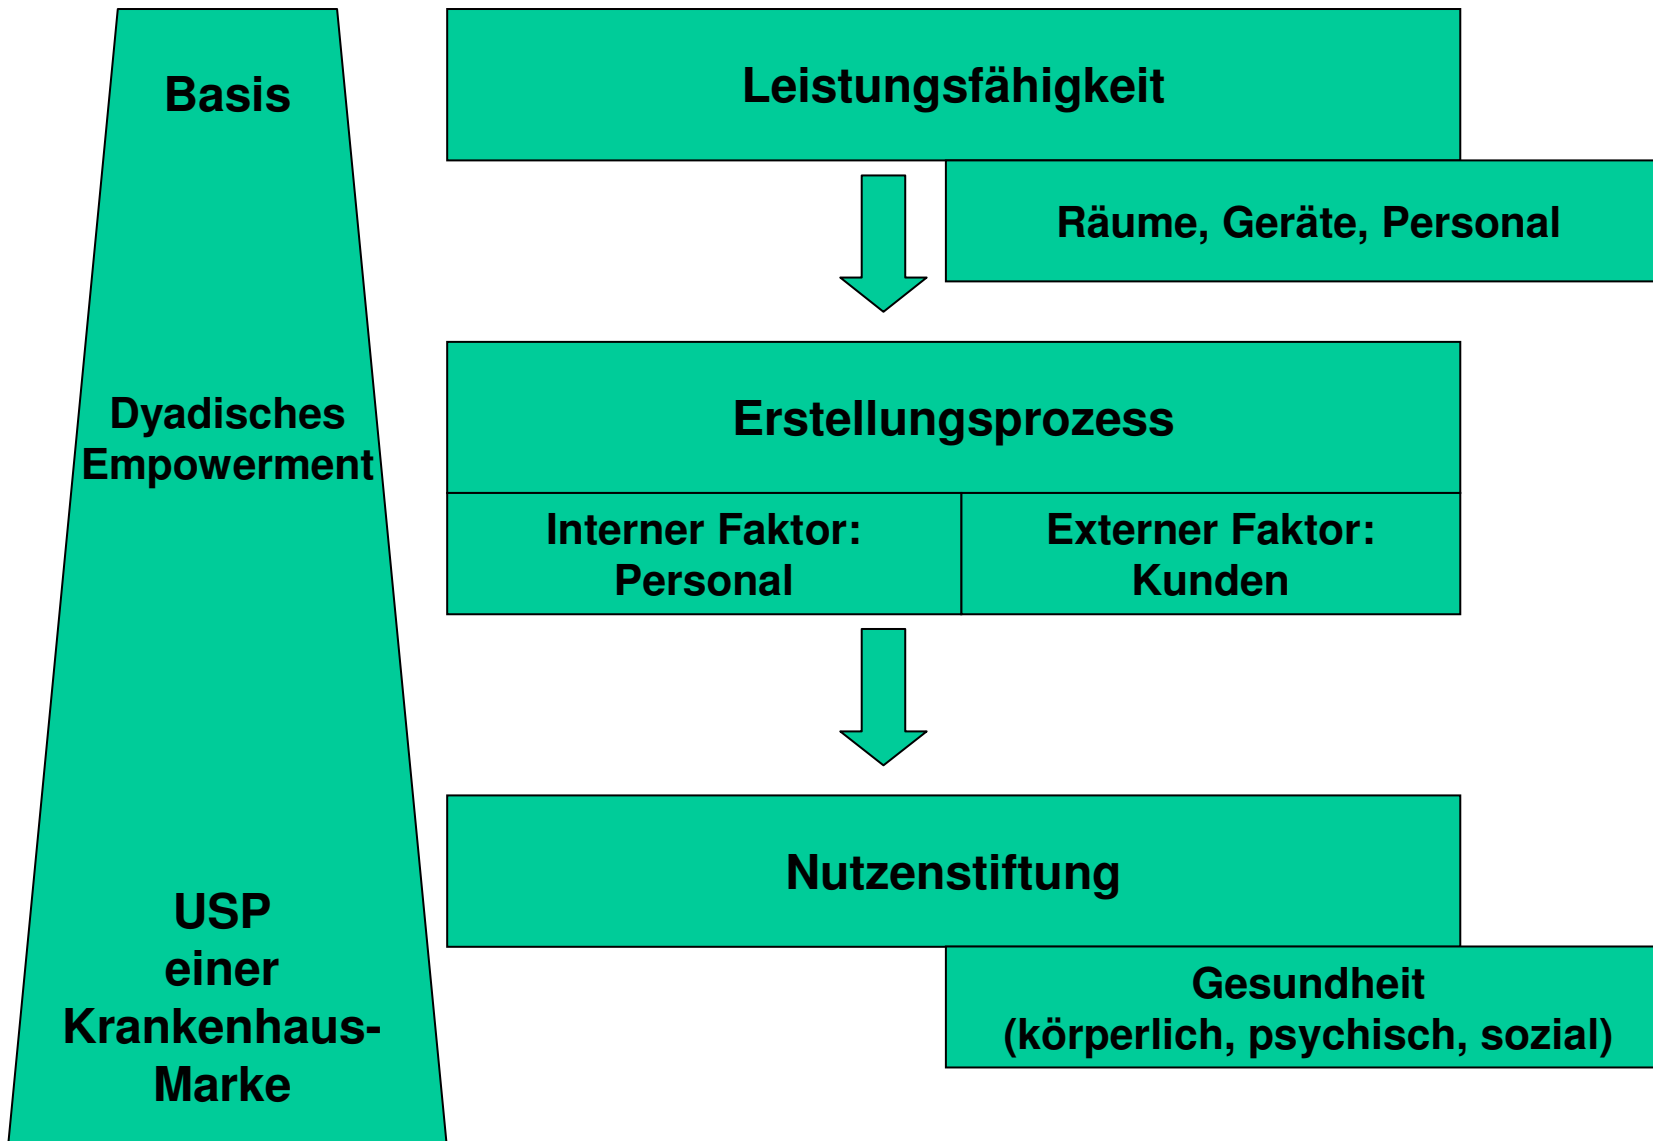 Basis
Leistungsfähigkeit
Räume, Geräte, Personal
Dyadisches
Empowerment
Erstellungsprozess
Interner Faktor:
Personal
Externer Faktor:
Kunden
USP
einer
Krankenhaus-
Marke
Nutzenstiftung
Gesundheit
(körperlich, psychisch, sozial)